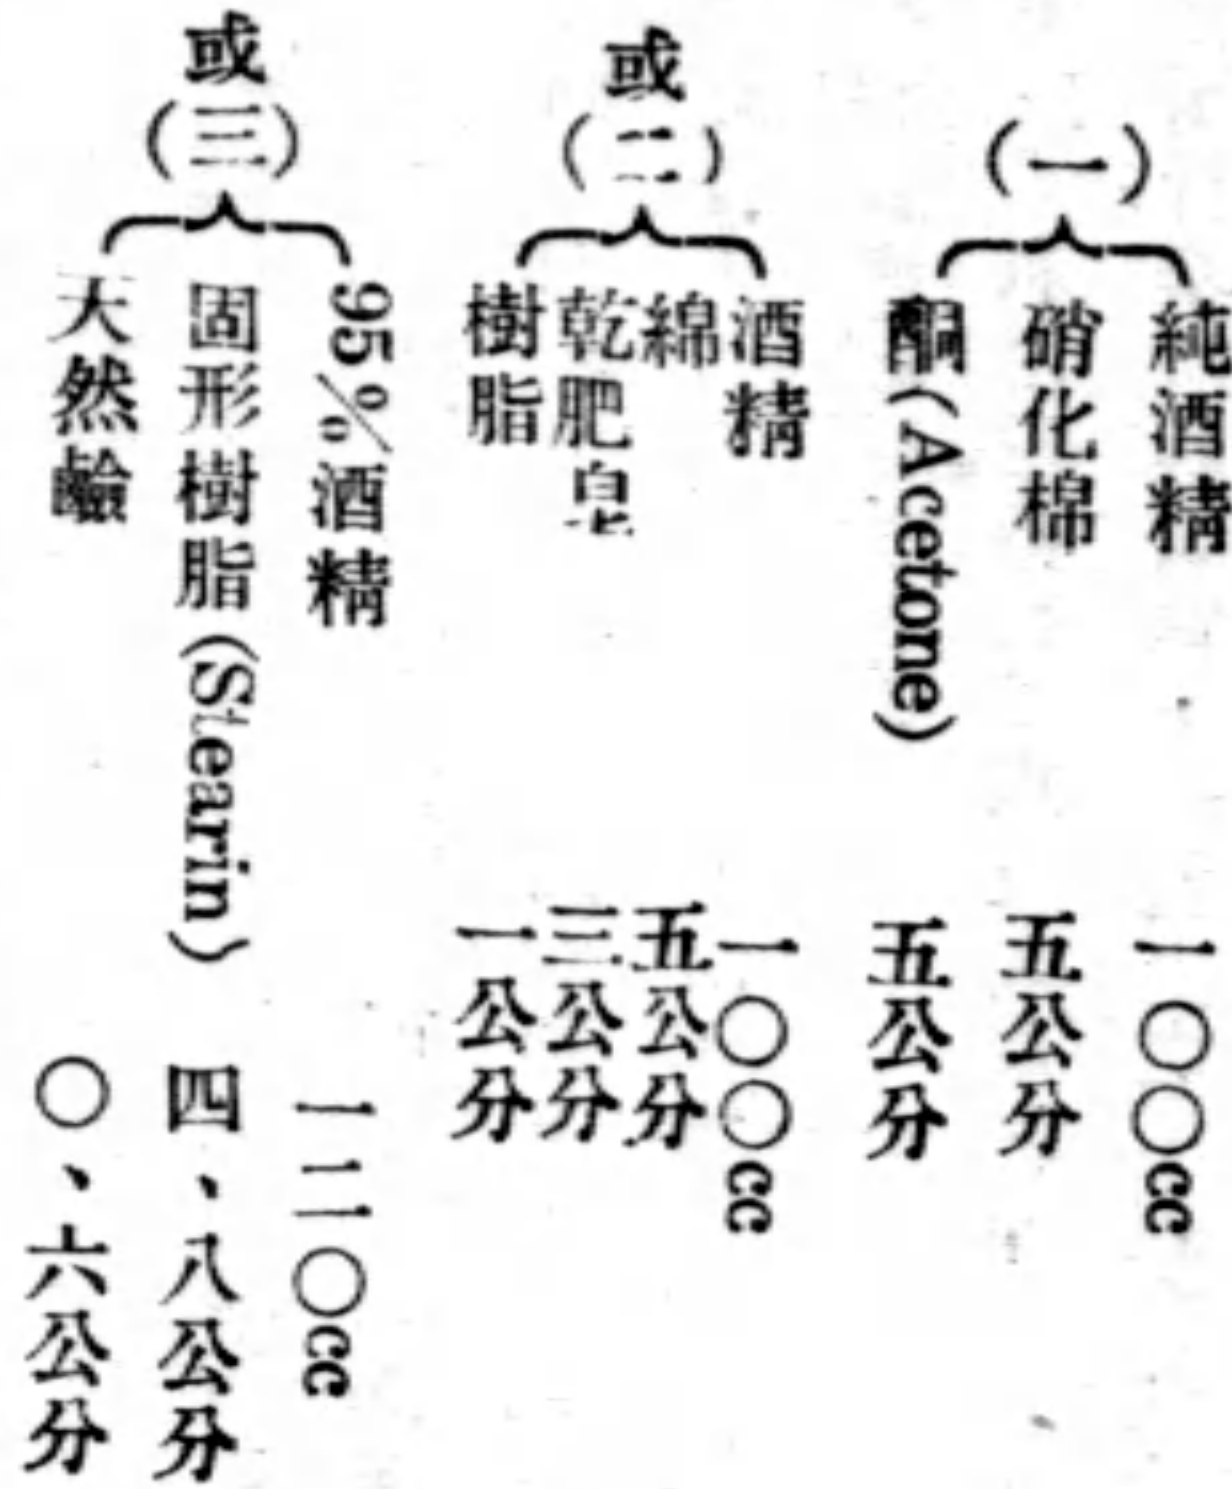 (一)
純酒精 一〇〇cc
硝化棉 五公分
酮(Acetone) 五公分
或(二)
酒精 一〇〇cc
綿 五公分
乾肥皂 三公分
樹脂 一公分
或(三)
95%酒精 一二〇cc
固形樹脂(Stearin) 四、八公分
天然鹼 〇、六公分